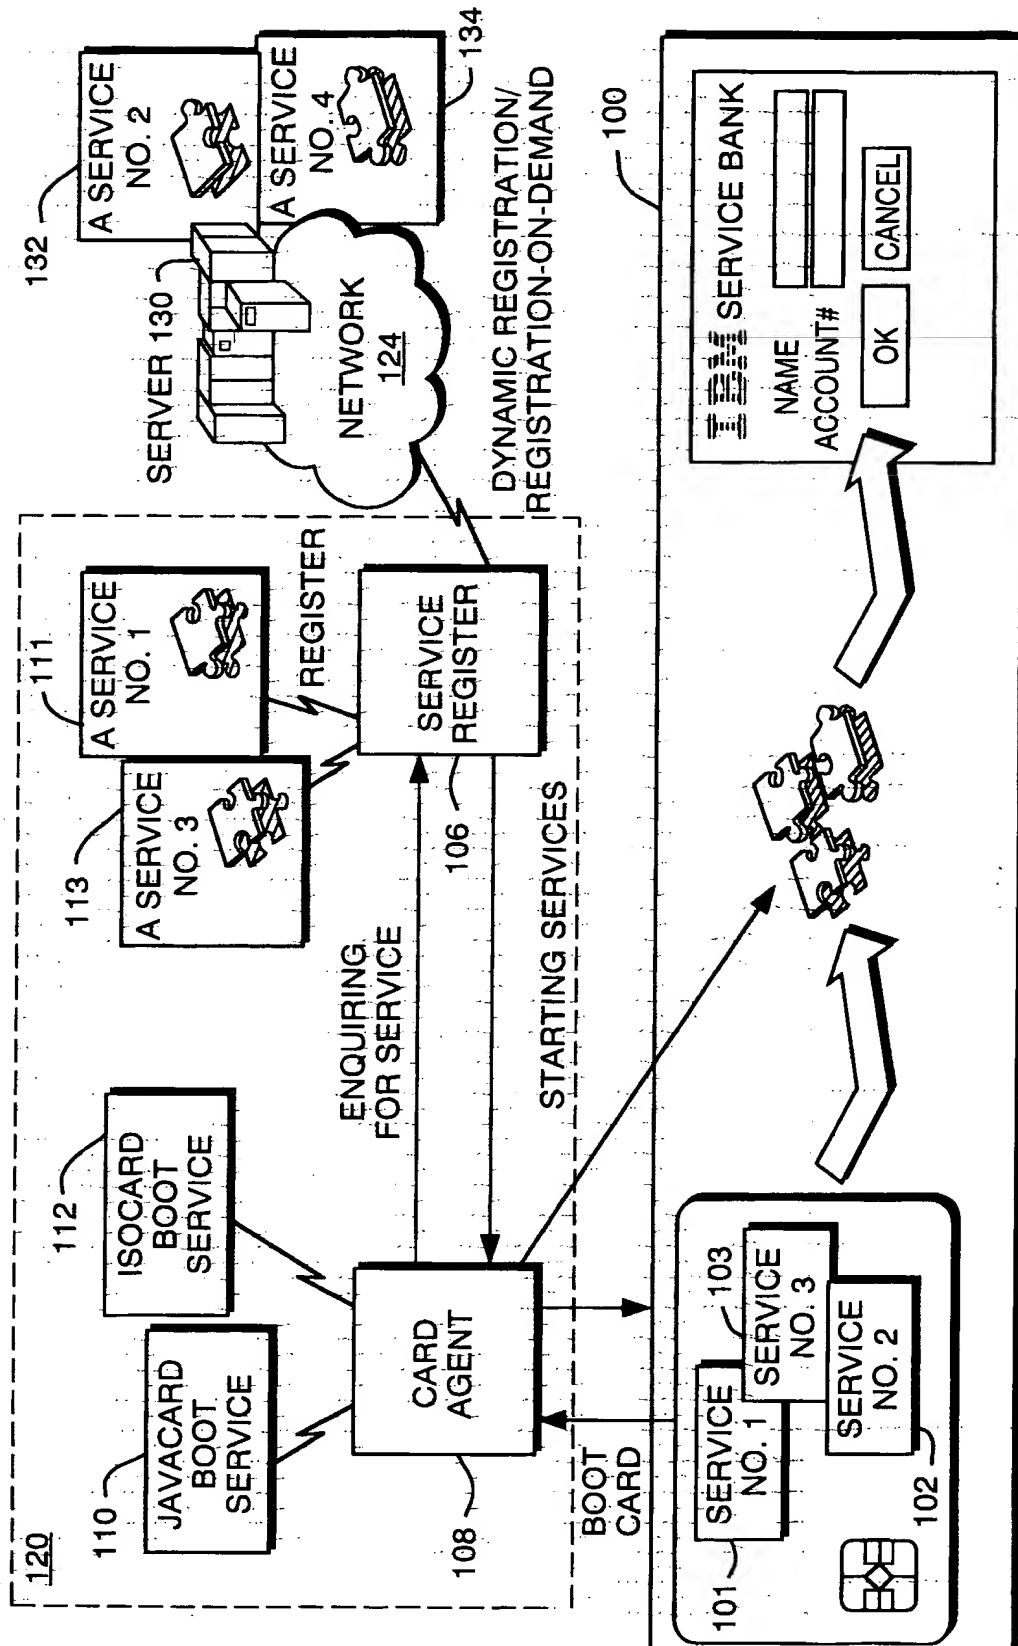 120
110
JAVACARD
BOOT
SERVICE
112
ISOCARD
BOOT
SERVICE
113
A SERVICE
NO. 3
111
A SERVICE
NO. 1
REGISTER
SERVER 130
132
A SERVICE
NO. 2
A SERVICE
NO. 4
134
NETWORK
124
CARD
AGENT
108
ENQUIRING
FOR SERVICE
SERVICE
REGISTER
106
STARTING SERVICES
DYNAMIC REGISTRATION/
REGISTRATION-ON-DEMAND
BOOT
CARD
100
101
SERVICE
NO. 1
103
SERVICE
NO. 3
SERVICE
NO. 2
102
IBM SERVICE BANK
NAME
ACCOUNT#
OK
CANCEL